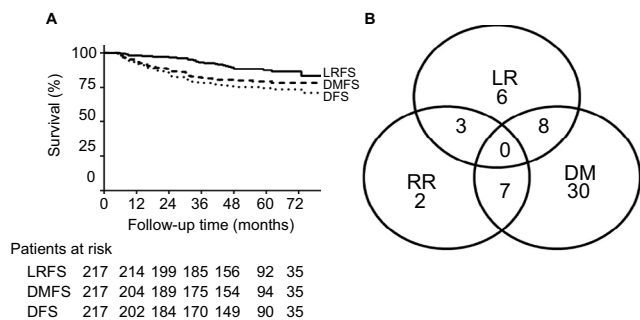 A
100
75
50
25
0
Survival (%)
LRFS
DMFS
DFS
0 12 24 36 48 60 72
Follow-up time (months)
Patients at risk
LRFS 217 214 199 185 156 92 35
DMFS 217 204 189 175 154 94 35
DFS 217 202 184 170 149 90 35
B
LR
6
3
8
0
RR
2
7
DM
30